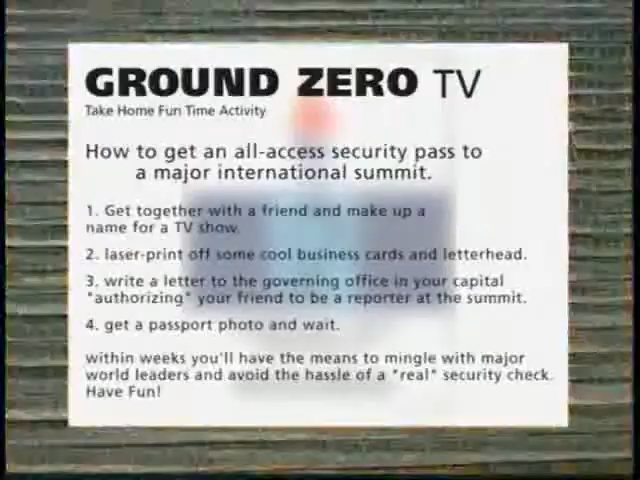 GROUND ZERO TV
Take Home Fun Time Activity
How to get an all-access security pass to
a major international summit.
1. Get together with a friend and make up a
name for a TV show.
2. laser-print off some cool business cards and letterhead.
3. write a letter to the governing office in your capital
"authorizing" your friend to be a reporter at the summit.
4. get a passport photo and wait.
within weeks you'll have the means to mingle with major
world leaders and avoid the hassle of a "real" security check.
Have Fun!